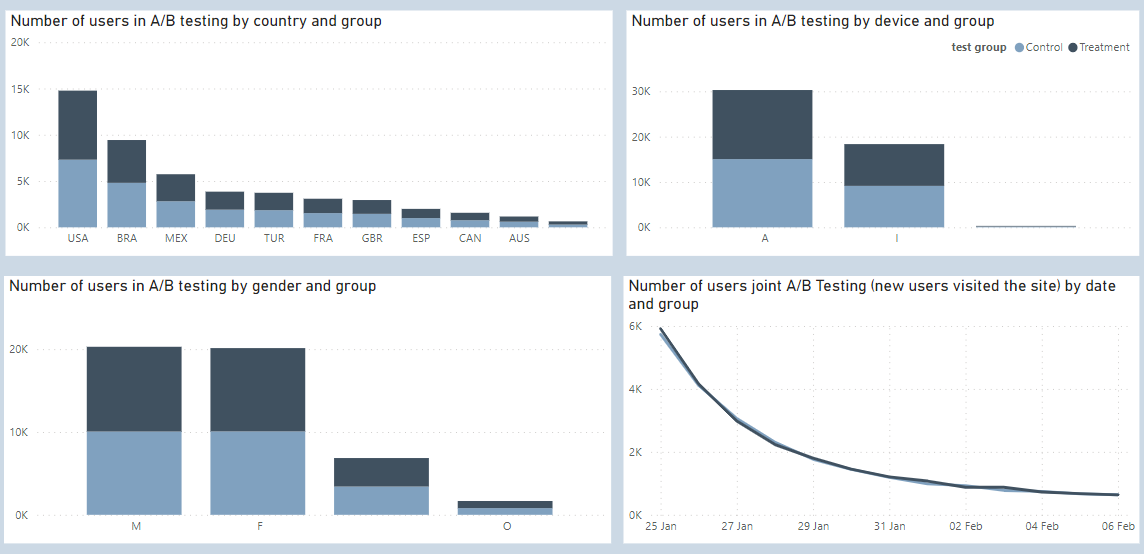 Number of users in A/B testing by country and group
20K
15K
10K
5K
0K
USA BRA MEX DEU TUR FRA GBR ESP CAN AUS
Number of users in A/B testing by device and group
test group Control Treatment
30K
20K
10K
0K
A I
Number of users in A/B testing by gender and group
20K
10K
0K
M F O
Number of users joint A/B Testing (new users visited the site) by date
and group
6K
4K
2K
0K
25 Jan 27 Jan 29 Jan 31 Jan 02 Feb 04 Feb 06 Feb